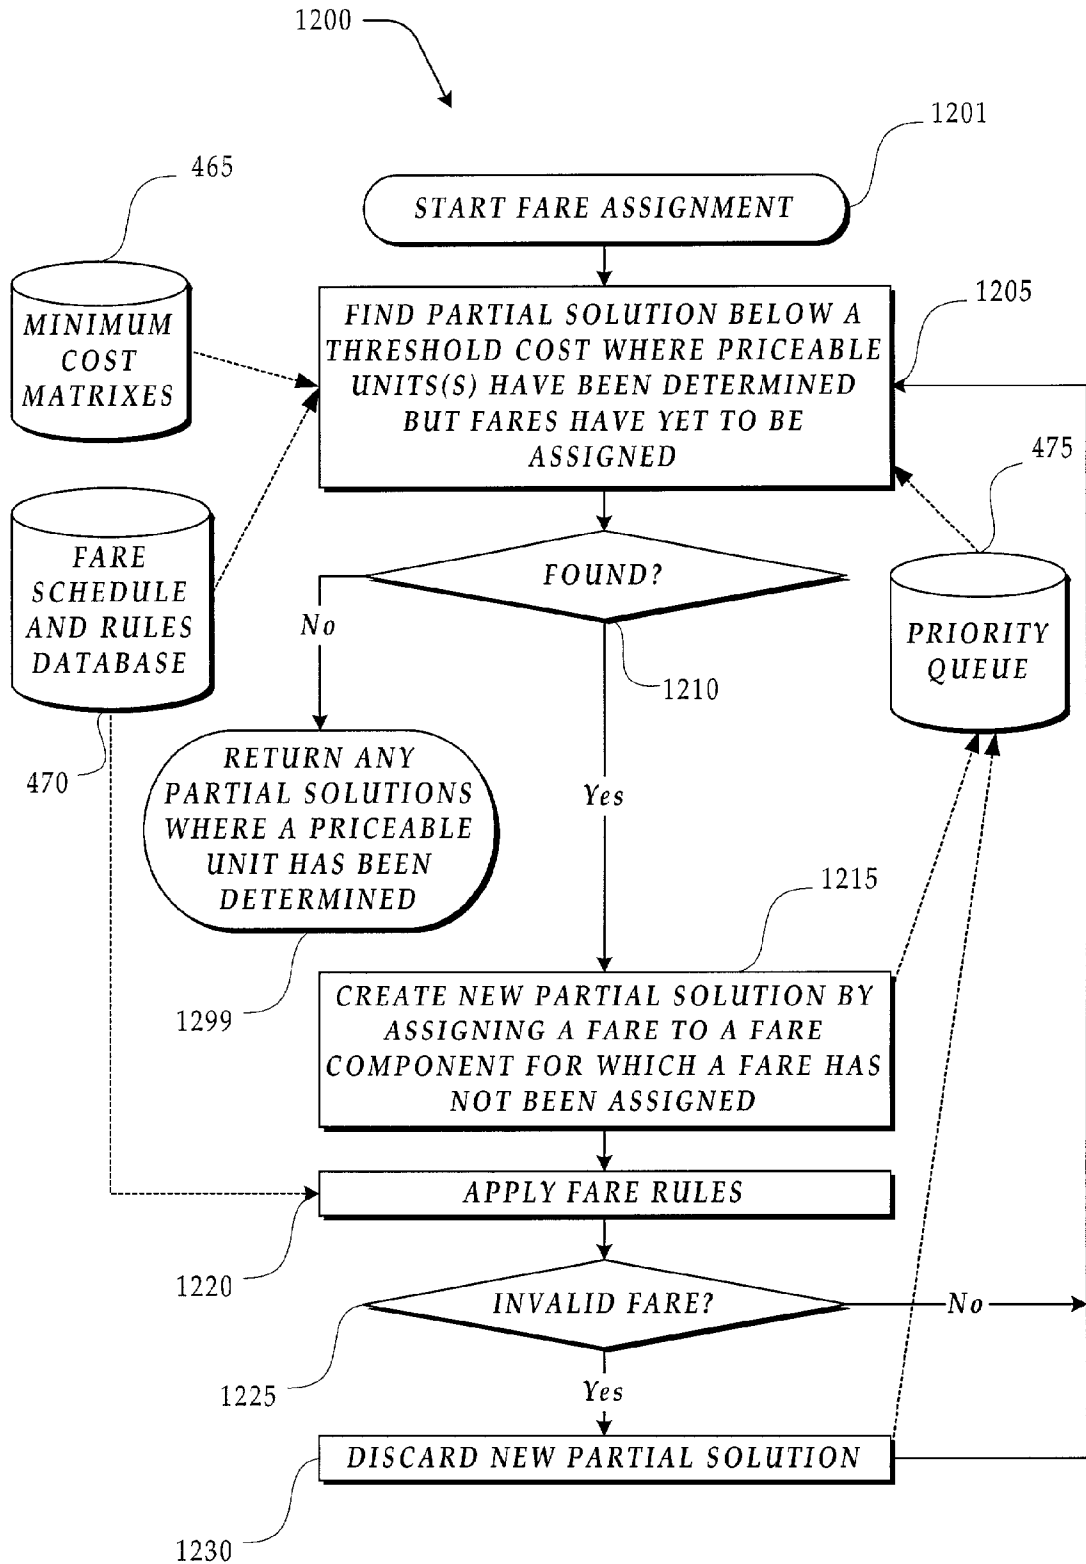 1200
1201
START FARE ASSIGNMENT
465
MINIMUM
COST
MATRIXES
1205
FIND PARTIAL SOLUTION BELOW A
THRESHOLD COST WHERE PRICEABLE
UNITS(S) HAVE BEEN DETERMINED
BUT FARES HAVE YET TO BE
ASSIGNED
475
FARE
SCHEDULE
AND RULES
DATABASE
470
FOUND?
No
Yes
1210
PRIORITY
QUEUE
RETURN ANY
PARTIAL SOLUTIONS
WHERE A PRICEABLE
UNIT HAS BEEN
DETERMINED
1299
1215
CREATE NEW PARTIAL SOLUTION BY
ASSIGNING A FARE TO A FARE
COMPONENT FOR WHICH A FARE HAS
NOT BEEN ASSIGNED
APPLY FARE RULES
1220
INVALID FARE?
No
1225
Yes
DISCARD NEW PARTIAL SOLUTION
1230